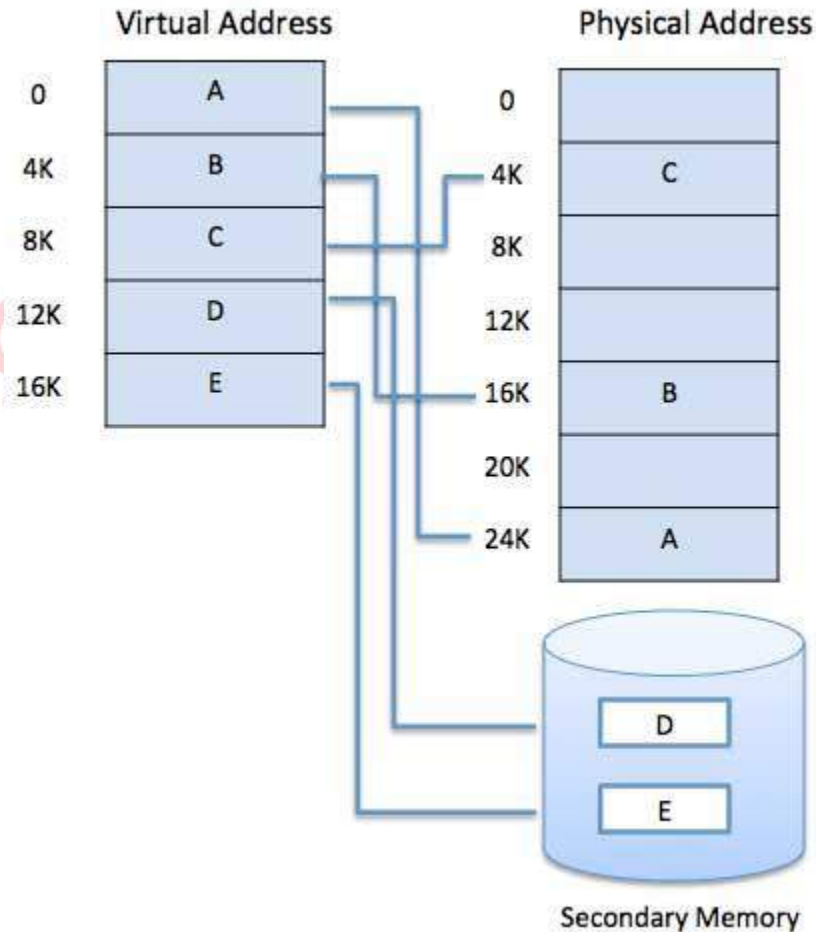 Virtual Address
Physical Address
0
A
4K
B
8K
C
12K
D
16K
E
0
4K
C
8K
12K
16K
B
20K
24K
A
D
E
Secondary Memory